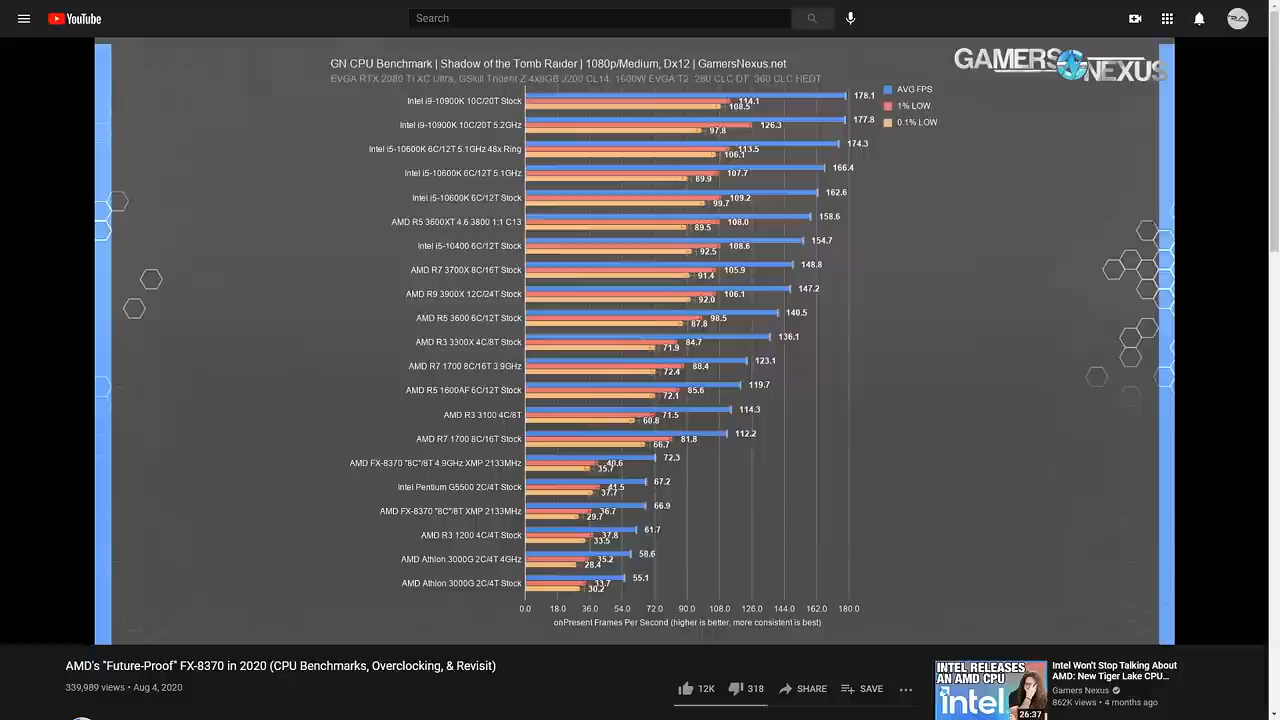 YouTube
Search
GN CPU Benchmark | Shadow of the Tomb Raider | 1080p/Medium, Dx12 | GamersNexus.net
EVGA RTX 2080 Ti XC Ultra, GSkill Trident Z 4x8GB 3200 CL14, 1600W EVGA T2, 280 CLC DT, 360 CLC HEDT
GAMERS NEXUS
AVG FPS
1% LOW
0.1% LOW
Intel i9-10900K 10C/20T Stock 178.1 114.1 108.5
Intel i9-10900K 10C/20T 5.2GHz 177.8 126.3 97.8
Intel i5-10600K 6C/12T 5.1GHz 48x Ring 174.3 113.5 106.1
Intel i5-10600K 6C/12T 5.1GHz 166.4 107.7 89.9
Intel i5-10600K 6C/12T Stock 162.6 109.2 99.7
AMD R5 3600XT 4.6 3800 1:1 C13 158.6 108.0 89.5
Intel i5-10400 6C/12T Stock 154.7 108.6 92.5
AMD R7 3700X 8C/16T Stock 148.8 105.9 91.4
AMD R9 3900X 12C/24T Stock 147.2 106.1 92.0
AMD R5 3600 6C/12T Stock 140.5 98.5 87.8
AMD R3 3300X 4C/8T Stock 136.1 84.7 71.9
AMD R7 1700 8C/16T 3.9GHz 123.1 88.4 72.4
AMD R5 1600AF 6C/12T Stock 119.7 85.6 72.1
AMD R3 3100 4C/8T 114.3 71.5 60.8
AMD R7 1700 8C/16T Stock 112.2 81.8 66.7
AMD FX-8370 "8C"/8T 4.9GHz XMP 2133MHz 72.3 40.6 35.7
Intel Pentium G5500 2C/4T Stock 67.2 41.5 37.7
AMD FX-8370 "8C"/8T XMP 2133MHz 66.9 36.7 29.7
AMD R3 1200 4C/4T Stock 61.7 37.8 33.5
AMD Athlon 3000G 2C/4T 4GHz 58.6 35.2 28.4
AMD Athlon 3000G 2C/4T Stock 55.1 33.7 30.2
0.0 18.0 36.0 54.0 72.0 90.0 108.0 126.0 144.0 162.0 180.0
onPresent Frames Per Second (higher is better, more consistent is best)
AMD's "Future-Proof" FX-8370 in 2020 (CPU Benchmarks, Overclocking, & Revisit)
339,989 views • Aug 4, 2020
12K 318 SHARE SAVE
INTEL RELEASES
AN AMD CPU
intel
26:37
Intel Won't Stop Talking About
AMD: New Tiger Lake CPU...
Gamers Nexus
862K views • 4 months ago